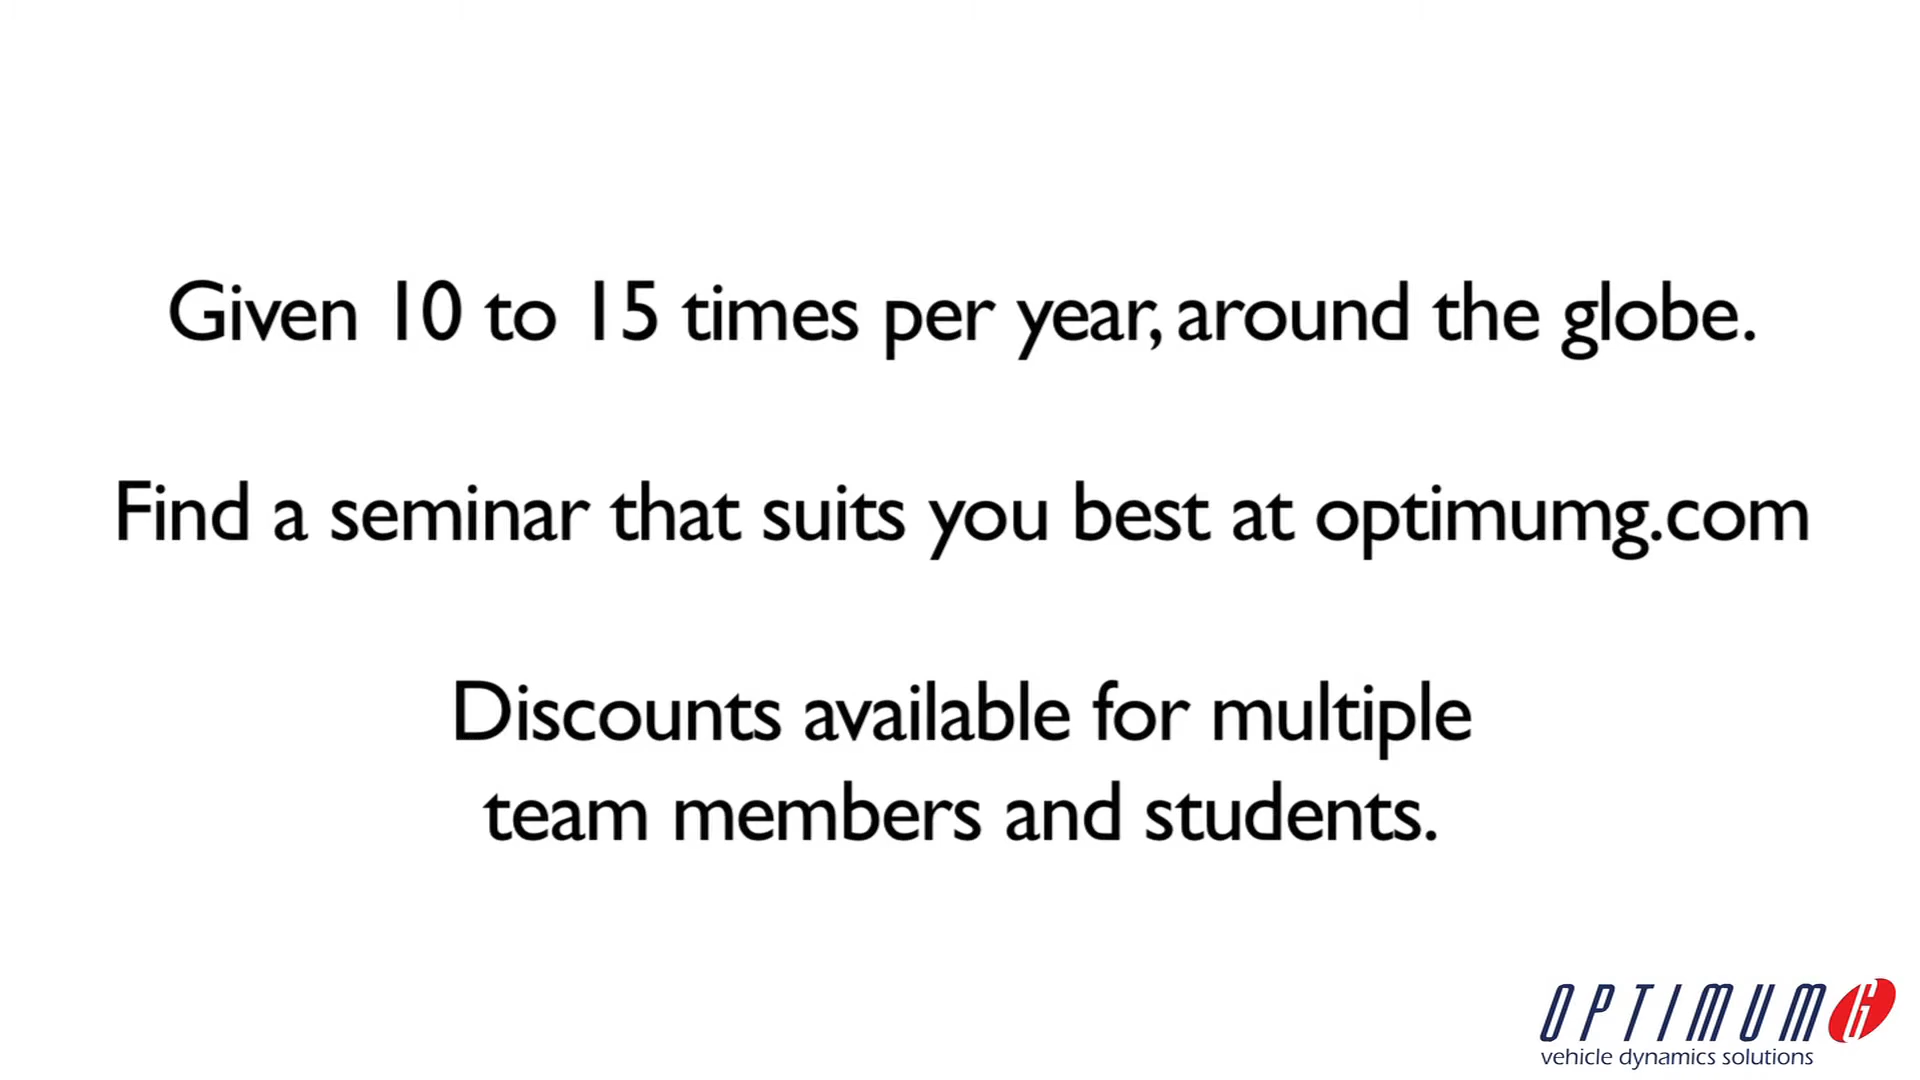 Given 10 to 15 times per year, around the globe.
Find a seminar that suits you best at optimumg.com
Discounts available for multiple
team members and students.
OPTIMUMG
vehicle dynamics solutions